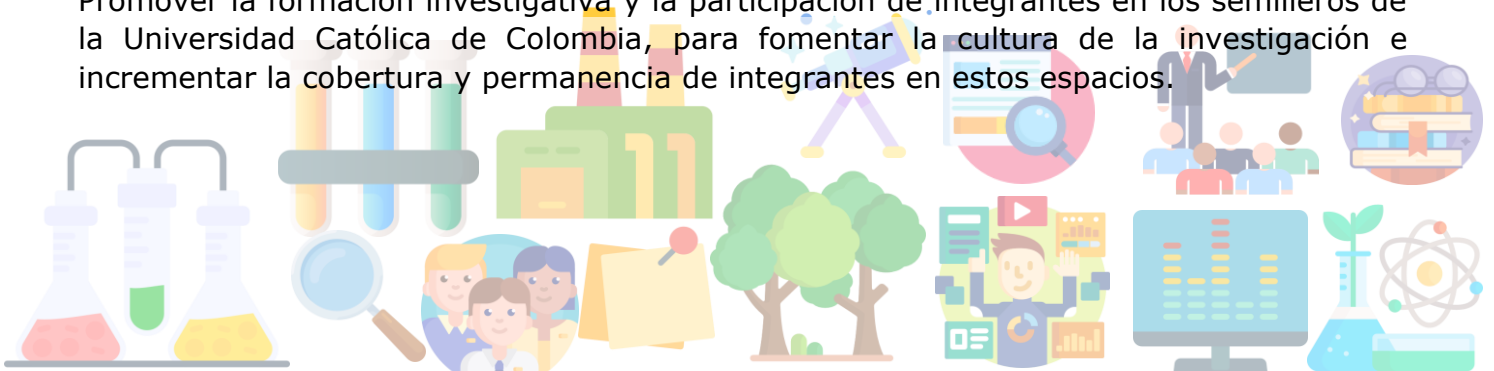 Promover la formación investigativa y la participación de integrantes en los semilleros de
la Universidad Católica de Colombia, para fomentar la cultura de la investigación e
incrementar la cobertura y permanencia de integrantes en estos espacios.